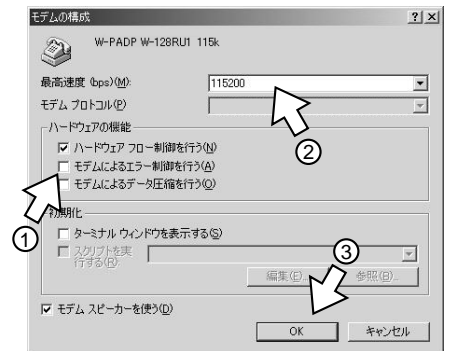 モデムの構成
? ×
W-PADP W-128RU1 115k
最高速度 (bps)(M):
115200
モデム プロトコル(P)
ハードウェアの機能
ハードウェア フロー制御を行う(N)
モデムによるエラー制御を行う(A)
モデムによるデータ圧縮を行う(O)
②
初期化
①
ターミナル ウィンドウを表示する(S)
スクリプトを実
行する(R):
③
編集(E)...
参照(B)...
モデム スピーカーを使う(D)
OK
キャンセル